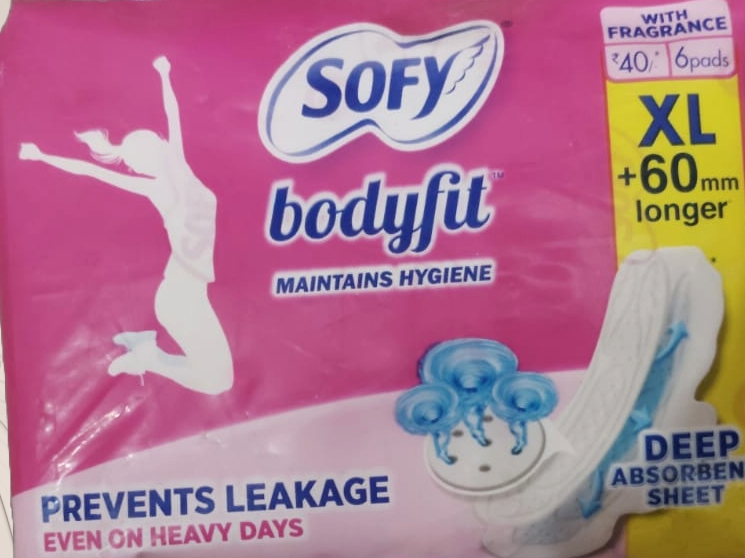 SOFY
bodyfit™
MAINTAINS HYGIENE
WITH
FRAGRANCE
₹40/-* 6pads
XL
+60mm
longer*
DEEP
ABSORBEN
SHEET
PREVENTS LEAKAGE
EVEN ON HEAVY DAYS